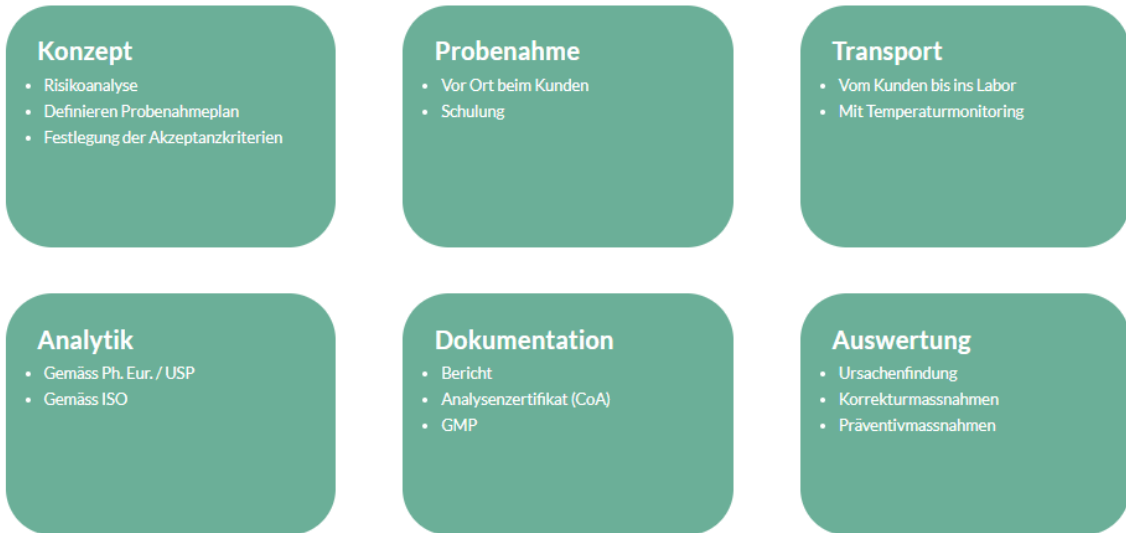 Konzept
• Risikoanalyse
• Definieren Probenahmeplan
• Festlegung der Akzeptanzkriterien
Probenahme
• Vor Ort beim Kunden
• Schulung
Transport
• Vom Kunden bis ins Labor
• Mit Temperaturmonitoring
Analytik
• Gemäss Ph. Eur. / USP
• Gemäss ISO
Dokumentation
• Bericht
• Analysenzertifikat (CoA)
• GMP
Auswertung
• Ursachenfindung
• Korrekturmassnahmen
• Präventivmassnahmen